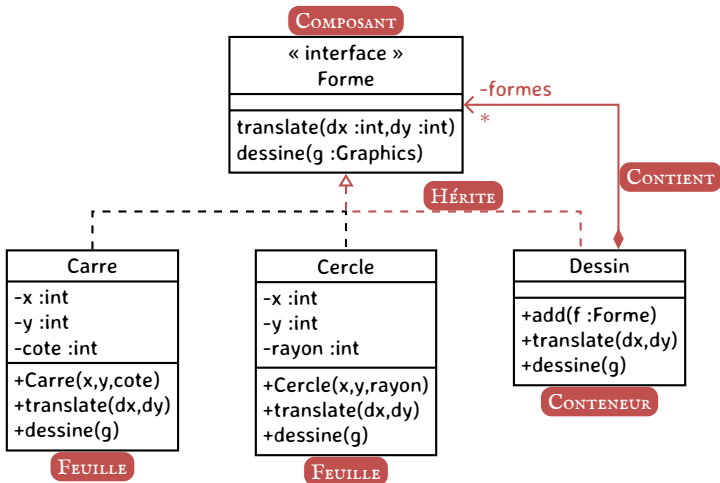 Composant
« interface »
Forme
translate(dx :int,dy :int)
dessine(g :Graphics)
-formes
*
Contient
Hérite
Carre
-x :int
-y :int
-cote :int
+Carre(x,y,cote)
+translate(dx,dy)
+dessine(g)
Feuille
Cercle
-x :int
-y :int
-rayon :int
+Cercle(x,y,rayon)
+translate(dx,dy)
+dessine(g)
Feuille
Dessin
+add(f :Forme)
+translate(dx,dy)
+dessine(g)
Conteneur